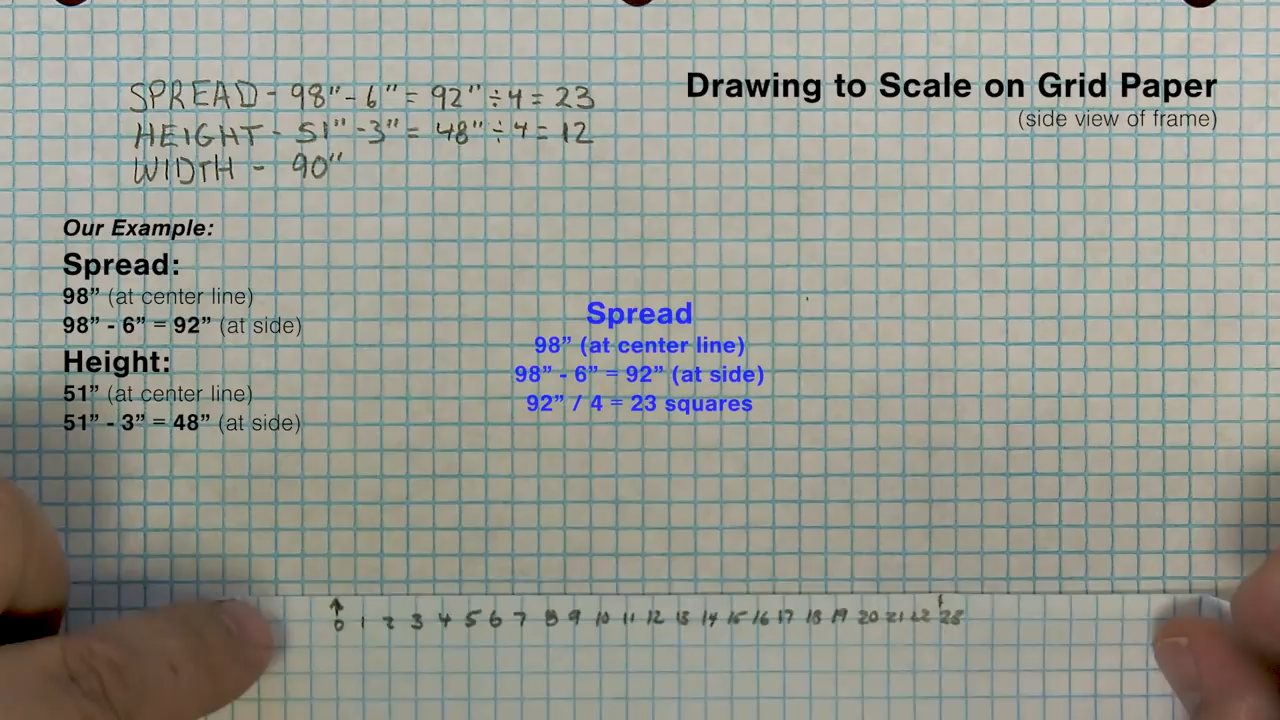 SPREAD - 98" - 6" = 92" ÷ 4 = 23
HEIGHT - 51" - 3" = 48" ÷ 4 = 12
WIDTH - 90"
Drawing to Scale on Grid Paper
(side view of frame)
Our Example:
Spread:
98” (at center line)
98” - 6” = 92” (at side)
Height:
51” (at center line)
51” - 3” = 48” (at side)
Spread
98” (at center line)
98” - 6” = 92” (at side)
92” / 4 = 23 squares
0 1 2 3 4 5 6 7 8 9 10 11 12 13 14 15 16 17 18 19 20 21 22 23